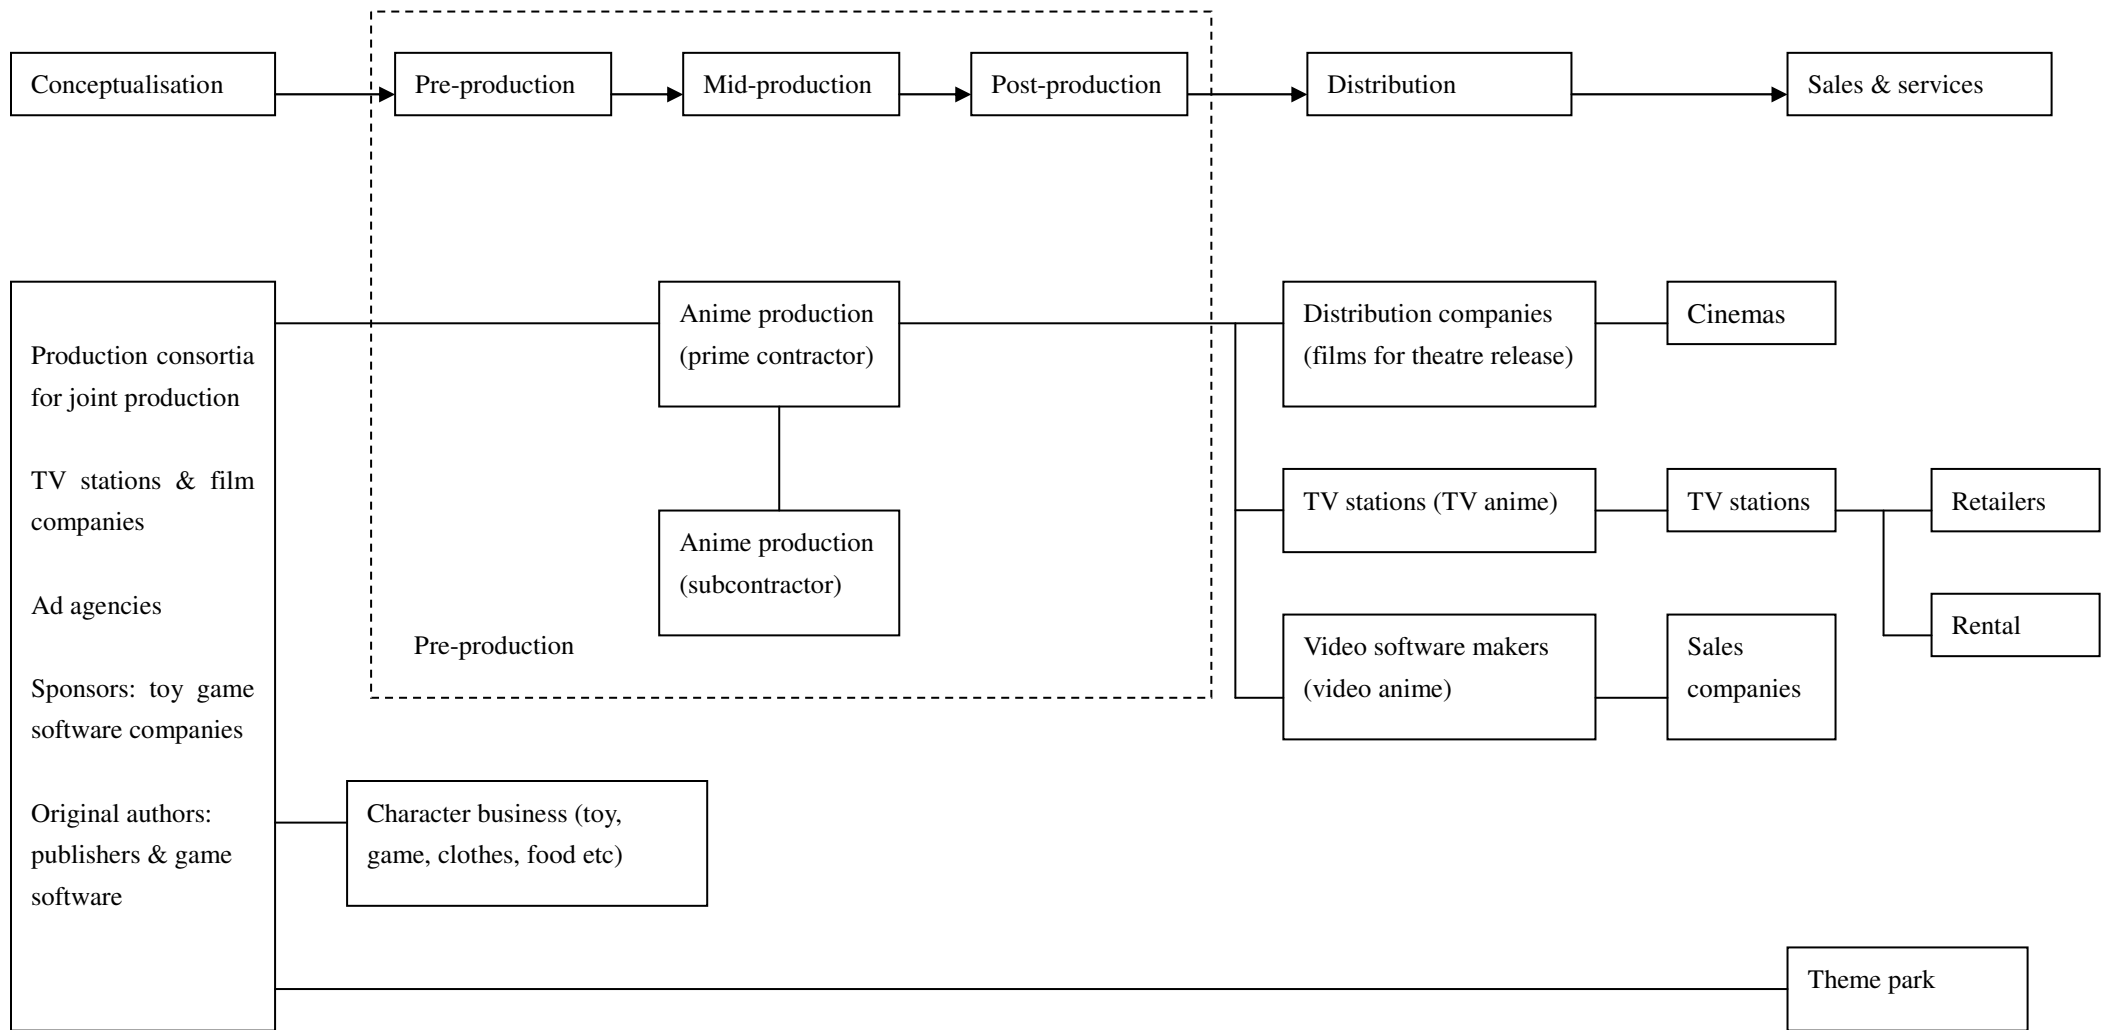 Conceptualisation
Pre-production
Mid-production
Post-production
Distribution
Sales & services
Production consortia
for joint production
TV stations & film
companies
Ad agencies
Sponsors: toy game
software companies
Original authors:
publishers & game
software
Anime production
(prime contractor)
Anime production
(subcontractor)
Pre-production
Distribution companies
(films for theatre release)
Cinemas
TV stations (TV anime)
TV stations
Retailers
Rental
Video software makers
(video anime)
Sales
companies
Character business (toy,
game, clothes, food etc)
Theme park